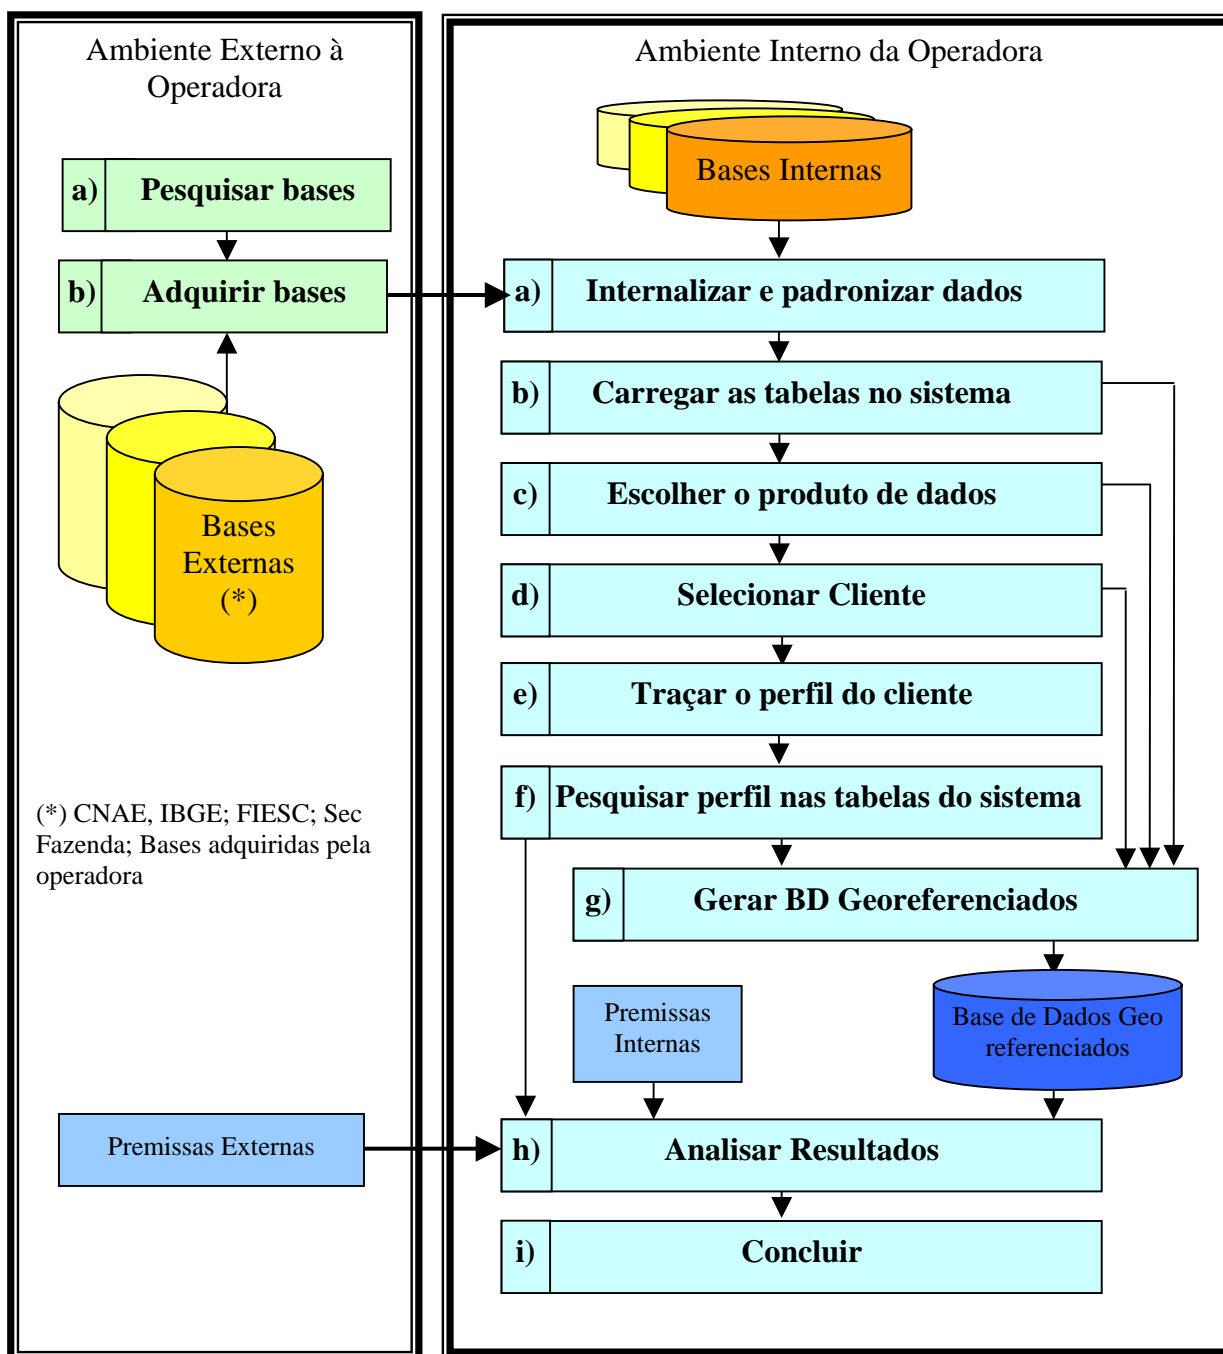 Ambiente Externo à
Operadora
a) Pesquisar bases
b) Adquirir bases
Bases
Externas
(*)
(*) CNAE, IBGE; FIESC; Sec
Fazenda; Bases adquiridas pela
operadora
Premissas Externas
Ambiente Interno da Operadora
Bases Internas
a) Internalizar e padronizar dados
b) Carregar as tabelas no sistema
c) Escolher o produto de dados
d) Selecionar Cliente
e) Traçar o perfil do cliente
f) Pesquisar perfil nas tabelas do sistema
g) Gerar BD Georeferenciados
Premissas
Internas
Base de Dados Geo
referenciados
h) Analisar Resultados
i) Concluir